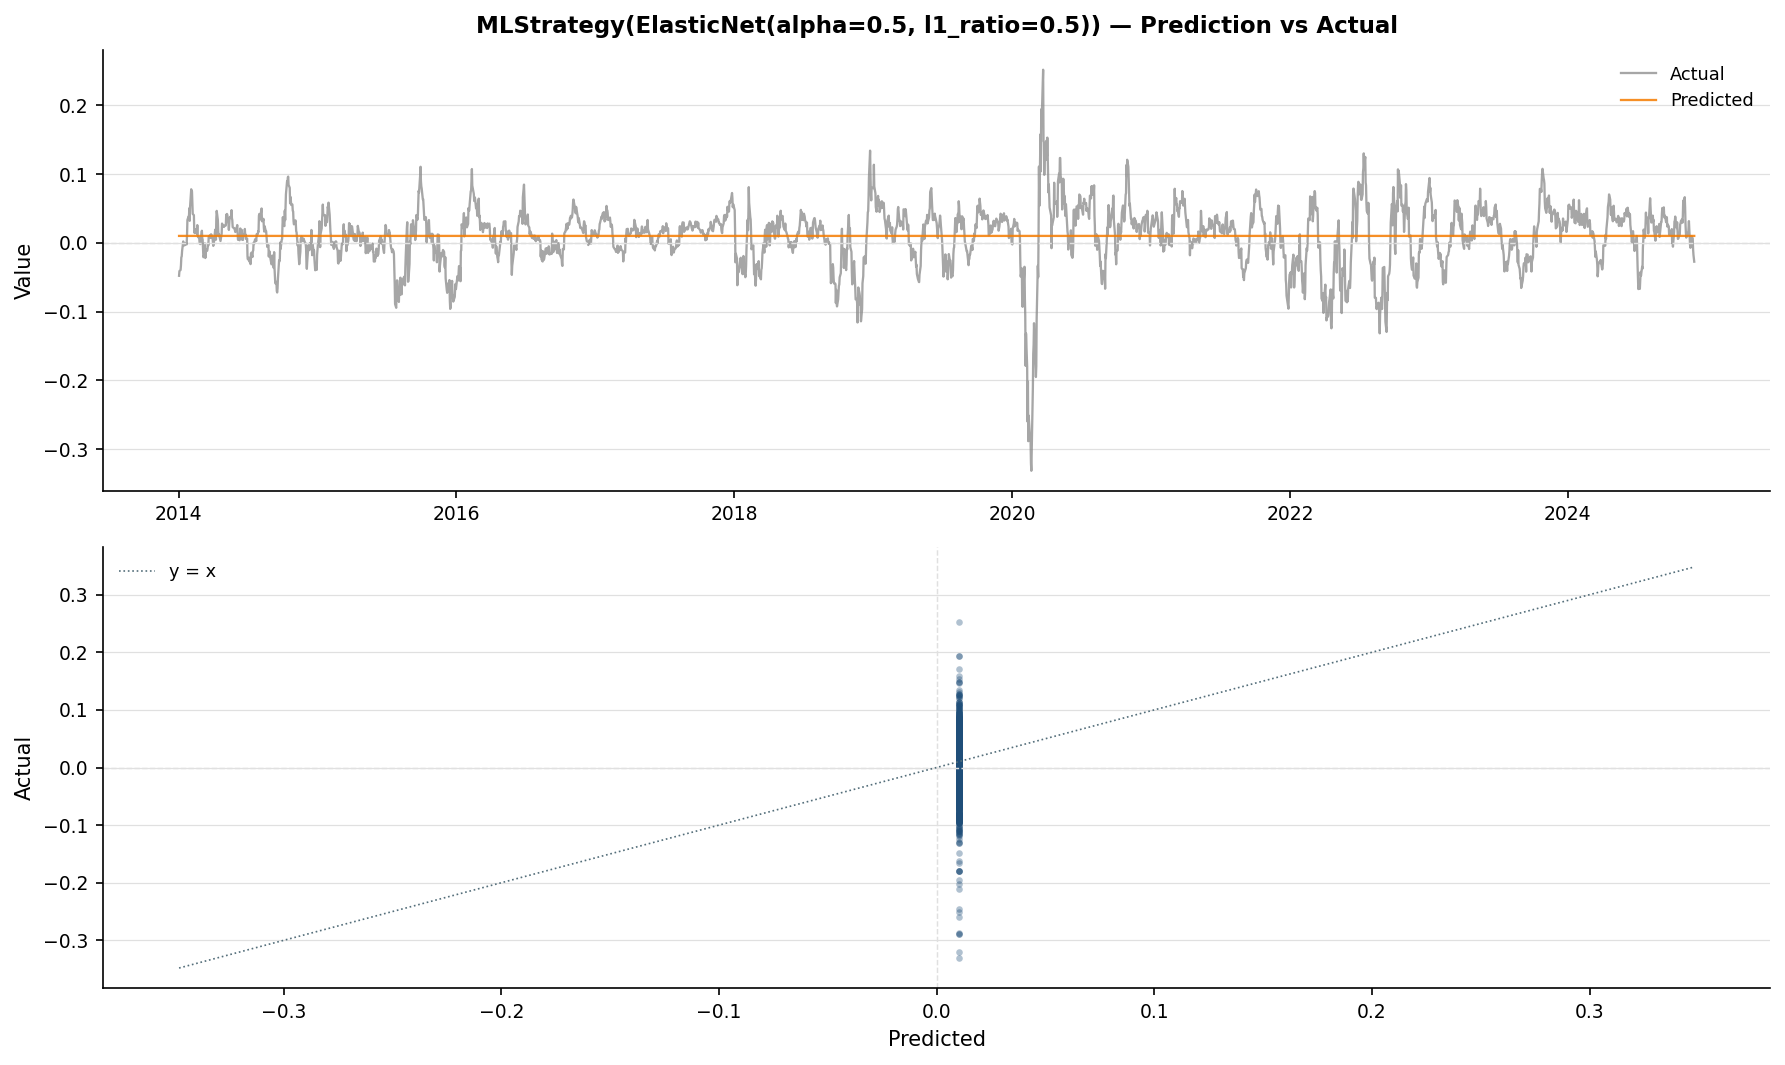 MLStrategy(ElasticNet(alpha=0.5, l1_ratio=0.5)) — Prediction vs Actual
Actual
Predicted
Value
0.2
0.1
0.0
−0.1
−0.2
−0.3
2014 2016 2018 2020 2022 2024
y = x
Actual
0.3
0.2
0.1
0.0
−0.1
−0.2
−0.3
−0.3 −0.2 −0.1 0.0 0.1 0.2 0.3
Predicted